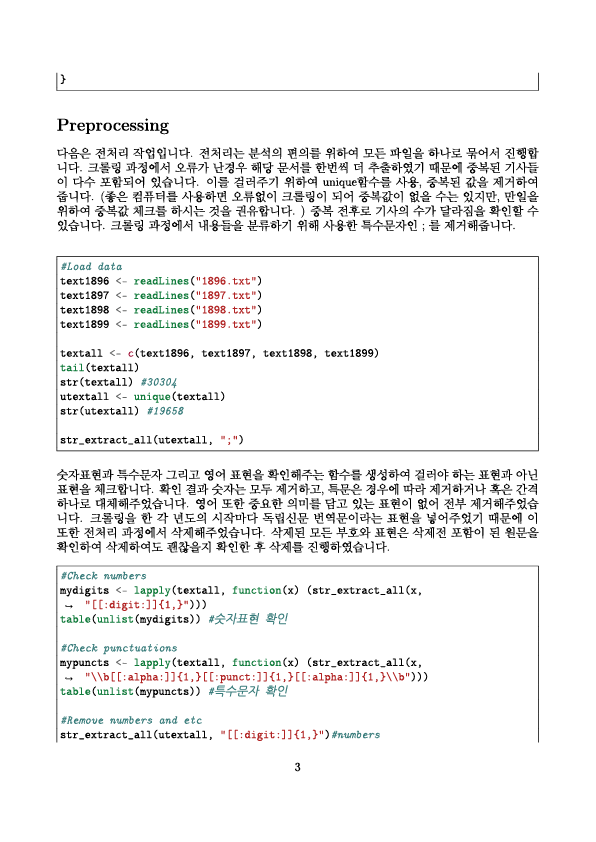 }
Preprocessing
다음은 전처리 작업입니다. 전처리는 분석의 편의를 위하여 모든 파일을 하나로 묶어서 진행합
니다. 크롤링 과정에서 오류가 난경우 해당 문서를 한번씩 더 추출하였기 때문에 중복된 기사들
이 다수 포함되어 있습니다. 이를 걸러주기 위하여 unique함수를 사용, 중복된 값을 제거하여
줍니다. (좋은 컴퓨터를 사용하면 오류없이 크롤링이 되어 중복값이 없을 수는 있지만, 만일을
위하여 중복값 체크를 하시는 것을 권유합니다. ) 중복 전후로 기사의 수가 달라짐을 확인할 수
있습니다. 크롤링 과정에서 내용들을 분류하기 위해 사용한 특수문자인 ; 를 제거해줍니다.
#Load data
text1896 <- readLines("1896.txt")
text1897 <- readLines("1897.txt")
text1898 <- readLines("1898.txt")
text1899 <- readLines("1899.txt")
textall <- c(text1896, text1897, text1898, text1899)
tail(textall)
str(textall) #30304
utextall <- unique(textall)
str(utextall) #19658
str_extract_all(utextall, ";")
숫자표현과 특수문자 그리고 영어 표현을 확인해주는 함수를 생성하여 걸러야 하는 표현과 아닌
표현을 체크합니다. 확인 결과 숫자는 모두 제거하고, 특문은 경우에 따라 제거하거나 혹은 간격
하나로 대체해주었습니다. 영어 또한 중요한 의미를 담고 있는 표현이 없어 전부 제거해주었습
니다. 크롤링을 한 각 년도의 시작마다 독립신문 번역문이라는 표현을 넣어주었기 때문에 이
또한 전처리 과정에서 삭제해주었습니다. 삭제된 모든 부호와 표현은 삭제전 포함이 된 원문을
확인하여 삭제하여도 괜찮을지 확인한 후 삭제를 진행하였습니다.
#Check numbers
mydigits <- lapply(textall, function(x) (str_extract_all(x,
↪ "[[:digit:]]{1,}")))
table(unlist(mydigits)) #숫자표현 확인
#Check punctuations
mypuncts <- lapply(textall, function(x) (str_extract_all(x,
↪ "\\b[[:alpha:]]{1,}[[:punct:]]{1,}[[:alpha:]]{1,}\\b")))
table(unlist(mypuncts)) #특수문자 확인
#Remove numbers and etc
str_extract_all(utextall, "[[:digit:]]{1,}")#numbers
3